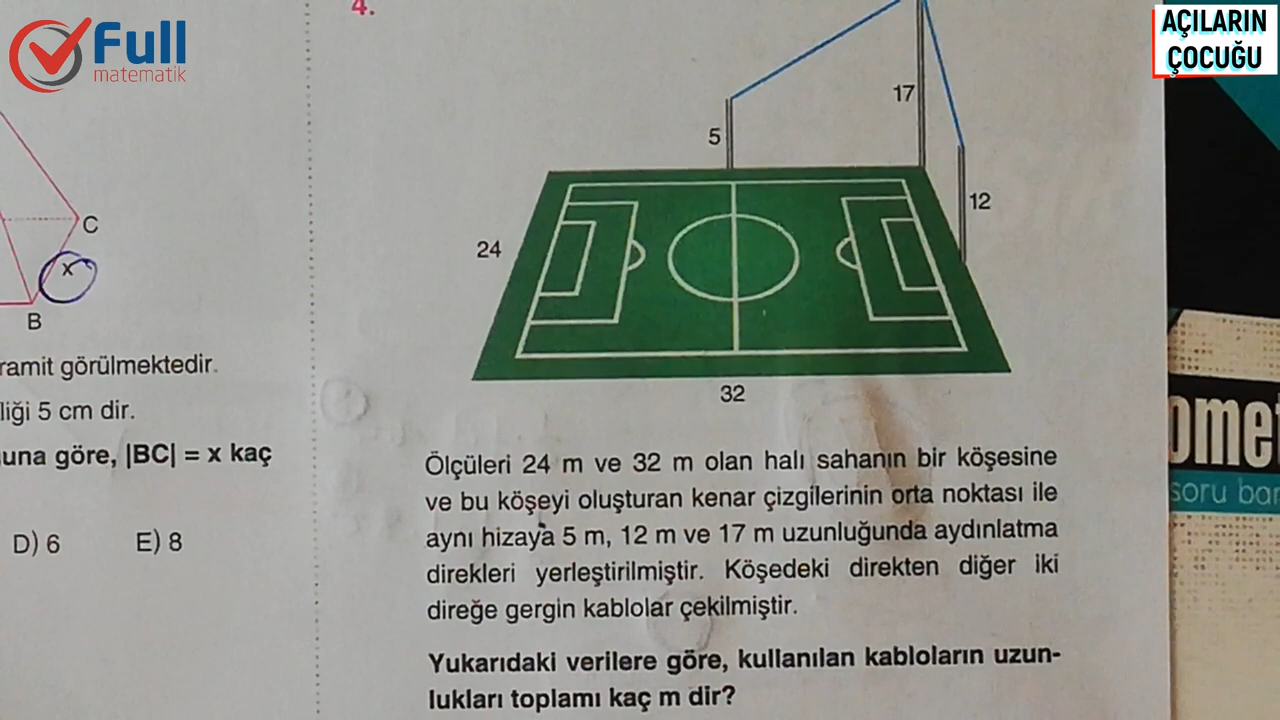 Full
matematik
AÇILARIN
ÇOCUĞU
4.
17
5
12
24
32
C
x
B
ramit görülmektedir.
liği 5 cm dir.
una göre, |BC| = x kaç
D) 6 E) 8
Ölçüleri 24 m ve 32 m olan halı sahanın bir köşesine
ve bu köşeyi oluşturan kenar çizgilerinin orta noktası ile
aynı hizaya 5 m, 12 m ve 17 m uzunluğunda aydınlatma
direkleri yerleştirilmiştir. Köşedeki direkten diğer iki
direğe gergin kablolar çekilmiştir.
Yukarıdaki verilere göre, kullanılan kabloların uzun-
lukları toplamı kaç m dir?
omet
soru ban